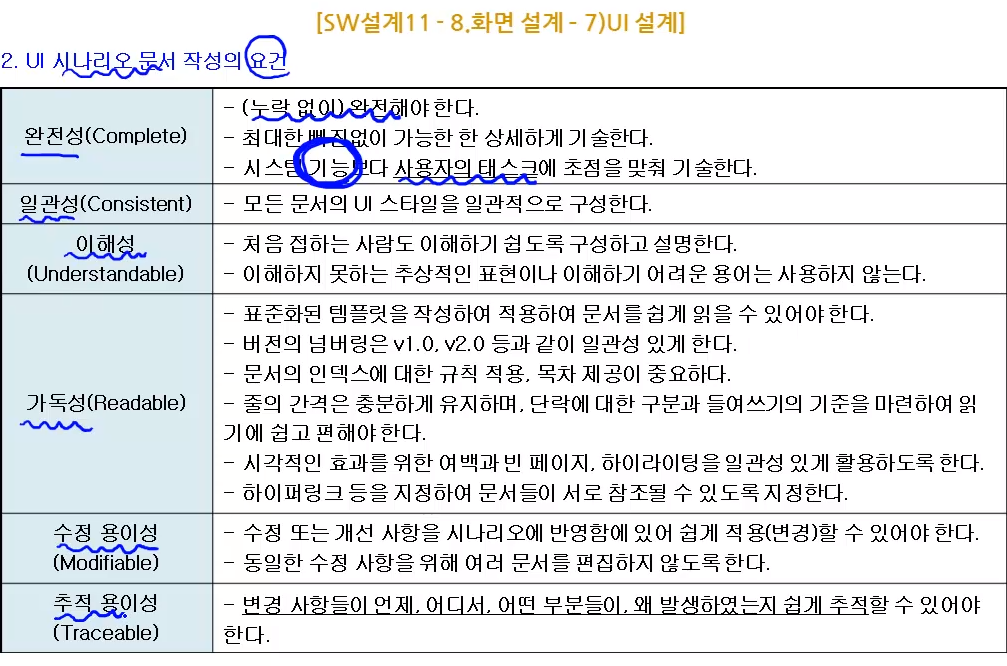 [SW설계11 - 8.화면 설계 - 7)UI 설계]
2. UI 시나리오 문서 작성의 요건
완전성(Complete)
- (누락 없이) 완전해야 한다.
- 최대한 빠짐없이 가능한 한 상세하게 기술한다.
- 시스템 기능보다 사용자의 태스크에 초점을 맞춰 기술한다.
일관성(Consistent)
- 모든 문서의 UI 스타일을 일관적으로 구성한다.
이해성
(Understandable)
- 처음 접하는 사람도 이해하기 쉽도록 구성하고 설명한다.
- 이해하지 못하는 추상적인 표현이나 이해하기 어려운 용어는 사용하지 않는다.
가독성(Readable)
- 표준화된 템플릿을 작성하여 적용하여 문서를 쉽게 읽을 수 있어야 한다.
- 버전의 넘버링은 v1.0, v2.0 등과 같이 일관성 있게 한다.
- 문서의 인덱스에 대한 규칙 적용, 목차 제공이 중요하다.
- 줄의 간격은 충분하게 유지하며, 단락에 대한 구분과 들여쓰기의 기준을 마련하여 읽
기에 쉽고 편해야 한다.
- 시각적인 효과를 위한 여백과 빈 페이지, 하이라이팅을 일관성 있게 활용하도록 한다.
- 하이퍼링크 등을 지정하여 문서들이 서로 참조될 수 있도록 지정한다.
수정 용이성
(Modifiable)
- 수정 또는 개선 사항을 시나리오에 반영함에 있어 쉽게 적용(변경)할 수 있어야 한다.
- 동일한 수정 사항을 위해 여러 문서를 편집하지 않도록 한다.
추적 용이성
(Traceable)
- 변경 사항들이 언제, 어디서, 어떤 부분들이, 왜 발생하였는지 쉽게 추적할 수 있어야
한다.